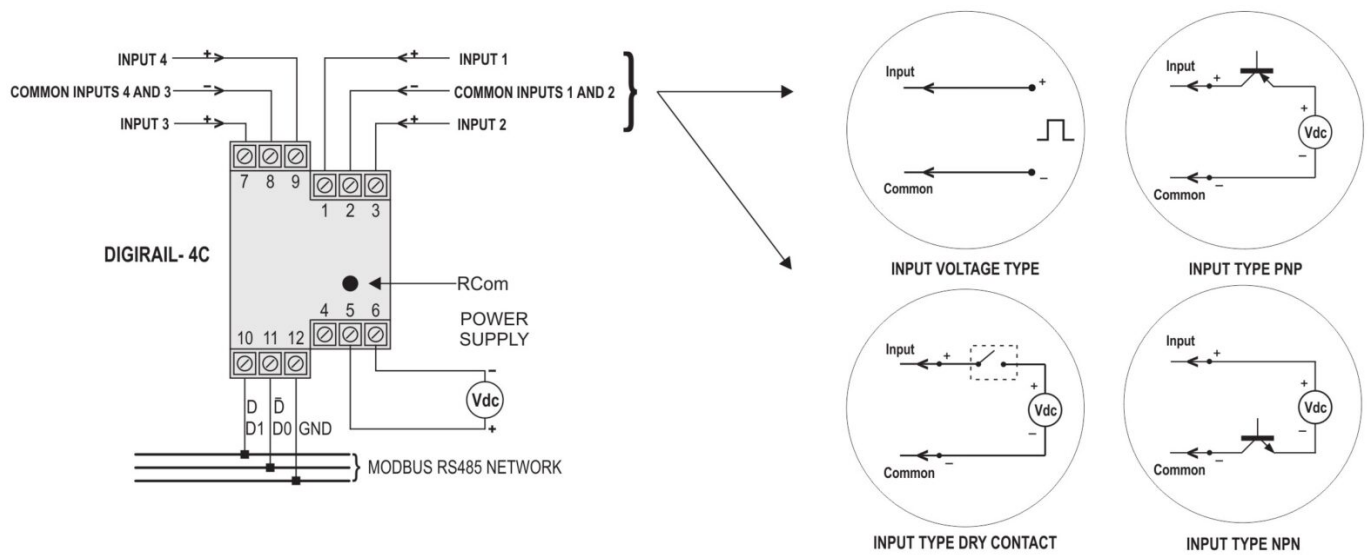 INPUT 4 +
COMMON INPUTS 4 AND 3 –
INPUT 3 +
+ INPUT 1
– COMMON INPUTS 1 AND 2
+ INPUT 2
7 8 9
1 2 3
DIGIRAIL- 4C
RCom
4 5 6
POWER
SUPPLY
10 11 12
–
Vdc
+
D D̄
D1 D0 GND
MODBUS RS485 NETWORK
Input
+
–
Common
INPUT VOLTAGE TYPE
Input
+
+
Vdc
–
Common –
INPUT TYPE PNP
Input
+
+
Vdc
–
Common –
INPUT TYPE DRY CONTACT
Input
+
+
Vdc
–
Common –
INPUT TYPE NPN